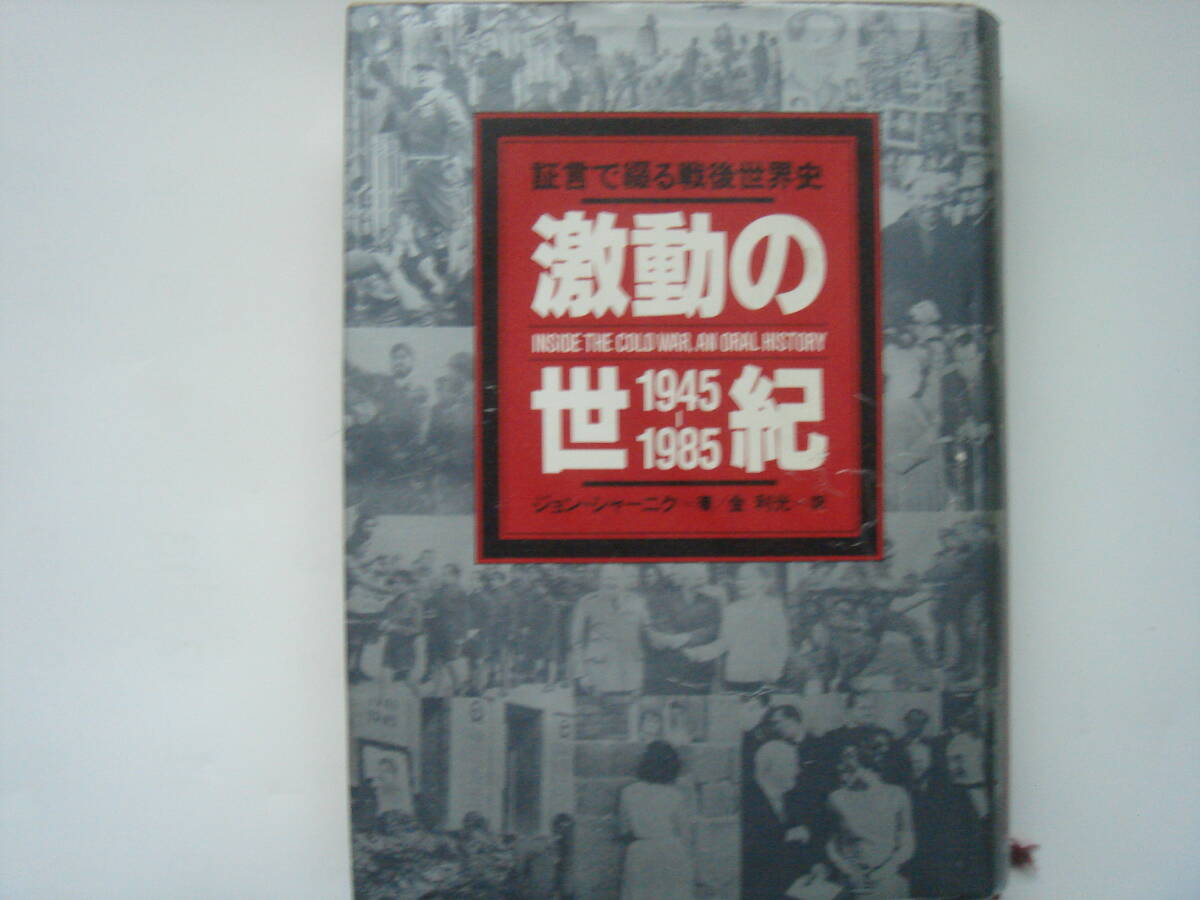 証言で綴る戦後世界史
激動の
INSIDE THE COLD WAR, AN ORAL HISTORY
世紀
1945
-
1985
ジョン・シャーニク=著/金 利光=訳
1945